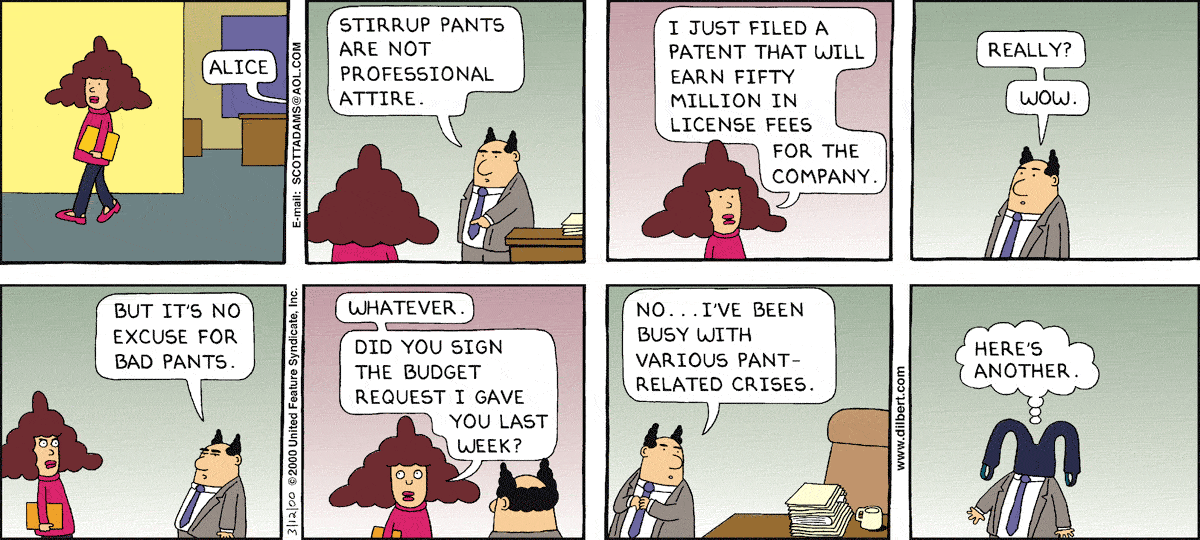 ALICE
E-mail: SCOTTADAMS@AOL.COM
STIRRUP PANTS
ARE NOT
PROFESSIONAL
ATTIRE.
I JUST FILED A
PATENT THAT WILL
EARN FIFTY
MILLION IN
LICENSE FEES
FOR THE
COMPANY.
REALLY?
WOW.
BUT IT'S NO
EXCUSE FOR
BAD PANTS.
3/12/00 © 2000 United Feature Syndicate, Inc.
WHATEVER.
DID YOU SIGN
THE BUDGET
REQUEST I GAVE
YOU LAST
WEEK?
NO...I'VE BEEN
BUSY WITH
VARIOUS PANT-
RELATED CRISES.
www.dilbert.com
HERE'S
ANOTHER.